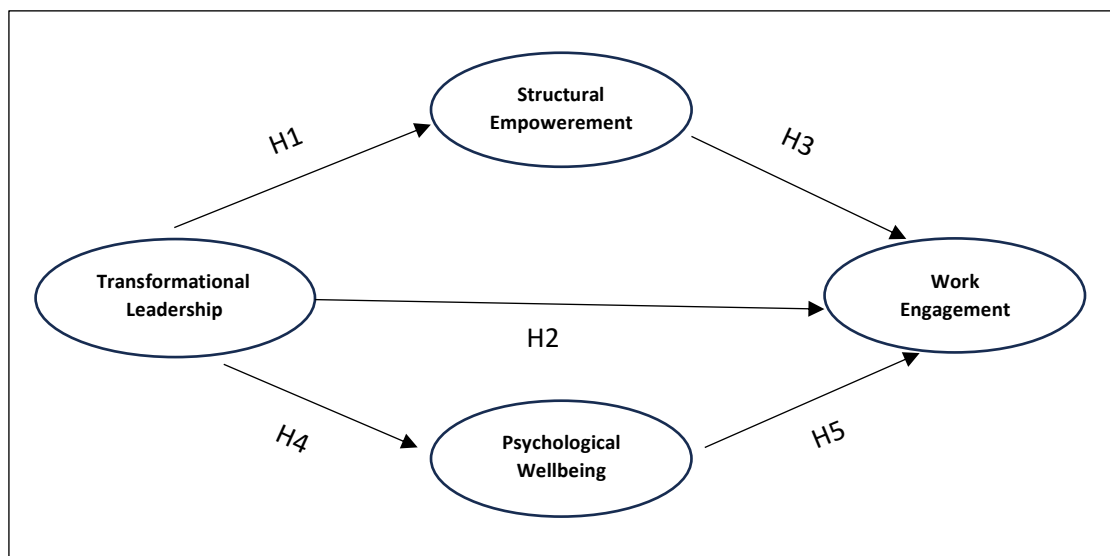 Structural
Empowerement
H1
H3
Transformational
Leadership
Work
Engagement
H2
H4
Psychological
Wellbeing
H5